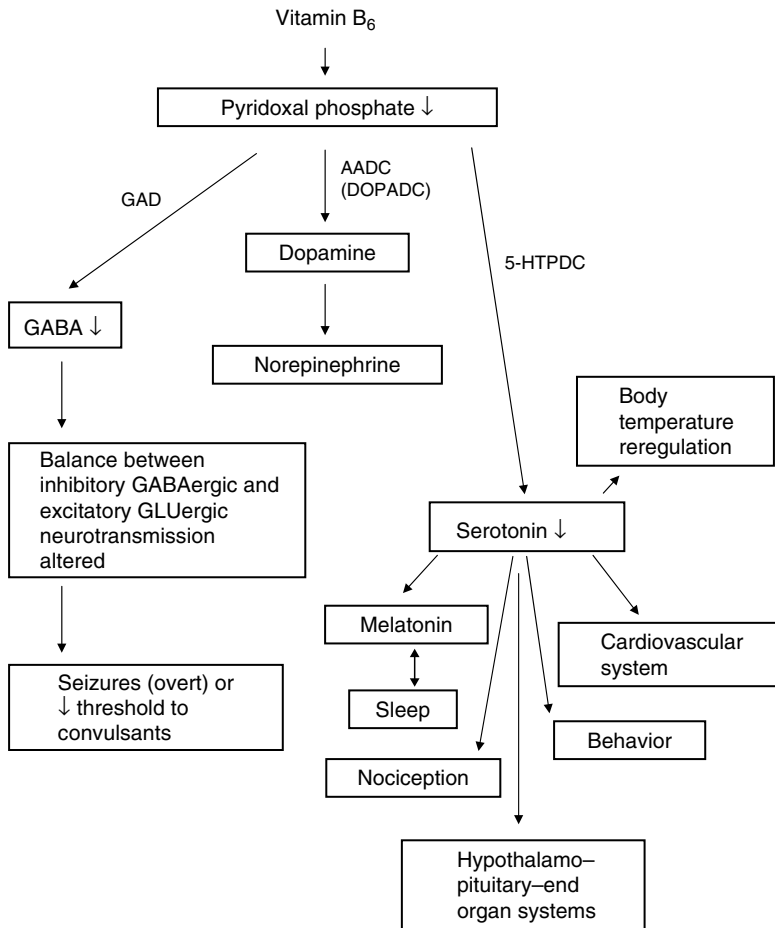 Vitamin B6
Pyridoxal phosphate ↓
GAD
AADC
(DOPADC)
5-HTPDC
Dopamine
GABA ↓
Norepinephrine
Body
temperature
reregulation
Balance between
inhibitory GABAergic and
excitatory GLUergic
neurotransmission
altered
Serotonin ↓
Melatonin
Cardiovascular
system
Seizures (overt) or
↓ threshold to
convulsants
Sleep
Behavior
Nociception
Hypothalamo–
pituitary–end
organ systems